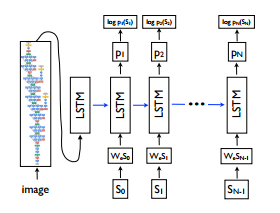 log p₁(S₁) log p₂(S₂) log pN(SN)
p₁ p₂ pN
LSTM LSTM LSTM ••• LSTM
WeS₀ WeS₁ WeSN-1
image S₀ S₁ SN-1